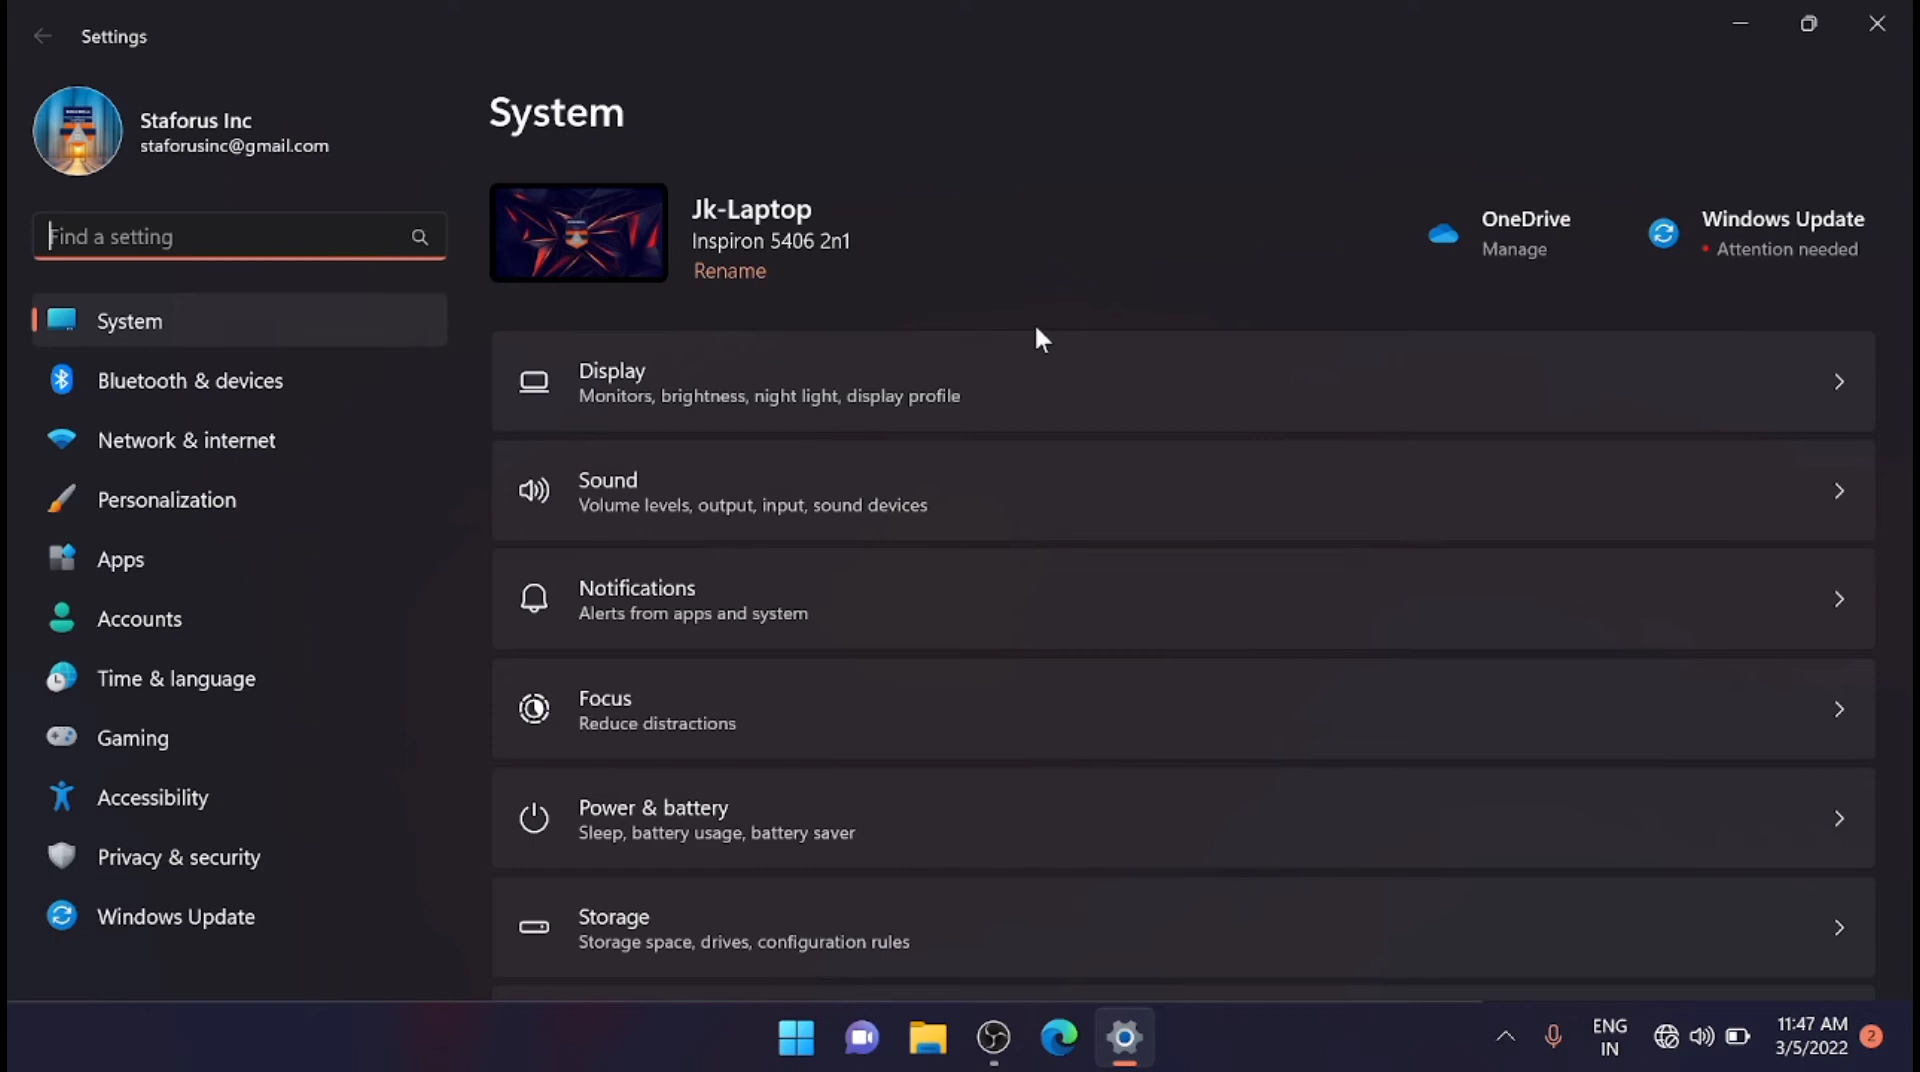 Settings
Staforus Inc
staforusinc@gmail.com
Find a setting
System
Bluetooth & devices
Network & internet
Personalization
Apps
Accounts
Time & language
Gaming
Accessibility
Privacy & security
Windows Update
System
Jk-Laptop
Inspiron 5406 2n1
Rename
OneDrive
Manage
Windows Update
Attention needed
Display
Monitors, brightness, night light, display profile
Sound
Volume levels, output, input, sound devices
Notifications
Alerts from apps and system
Focus
Reduce distractions
Power & battery
Sleep, battery usage, battery saver
Storage
Storage space, drives, configuration rules
ENG
IN
11:47 AM
3/5/2022
2